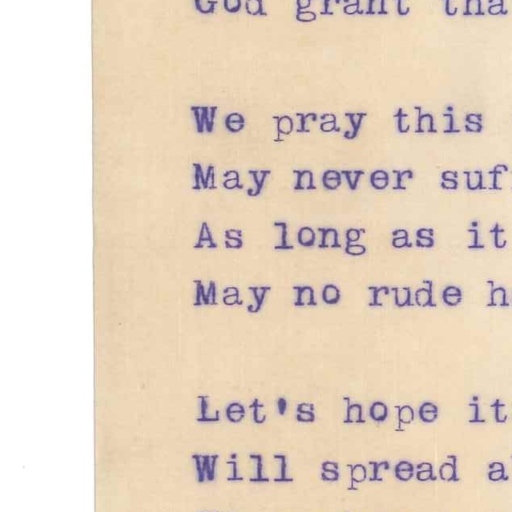 God grant tha
We pray this
May never suf
As long as it
May no rude h
Let's hope it
Will spread a